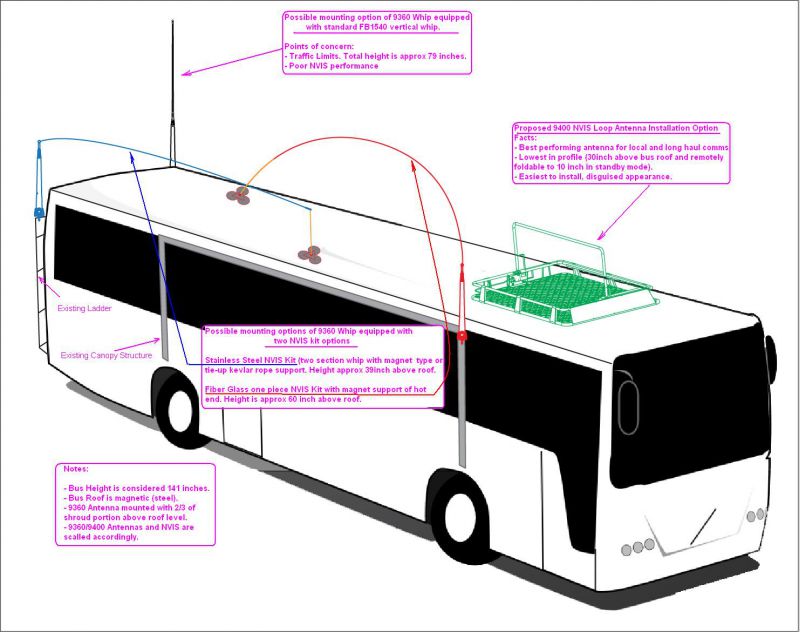 Possible mounting option of 9360 Whip equipped
with standard FB1540 vertical whip.
Points of concern:
- Traffic Limits. Total height is approx 79 inches.
- Poor NVIS performance
Proposed 9400 NVIS Loop Antenna Installation Option
Facts:
- Best performing antenna for local and long haul comms
- Lowest in profile (30inch above bus roof and remotely
foldable to 10 inch in standby mode).
- Easiest to install, disguised appearance.
Existing Ladder
Existing Canopy Structure
Possible mounting options of 9360 Whip equipped with
two NVIS kit options
Stainless Steel NVIS Kit (two section whip with magnet type or
tie-up kevlar rope support. Height approx 39inch above roof.
Fiber Glass one piece NVIS Kit with magnet support of hot
end. Height is approx 60 inch above roof.
Notes:
- Bus Height is considered 141 inches.
- Bus Roof is magnetic (steel).
- 9360 Antenna mounted with 2/3 of
shroud portion above roof level.
- 9360/9400 Antennas and NVIS are
scalled accordingly.